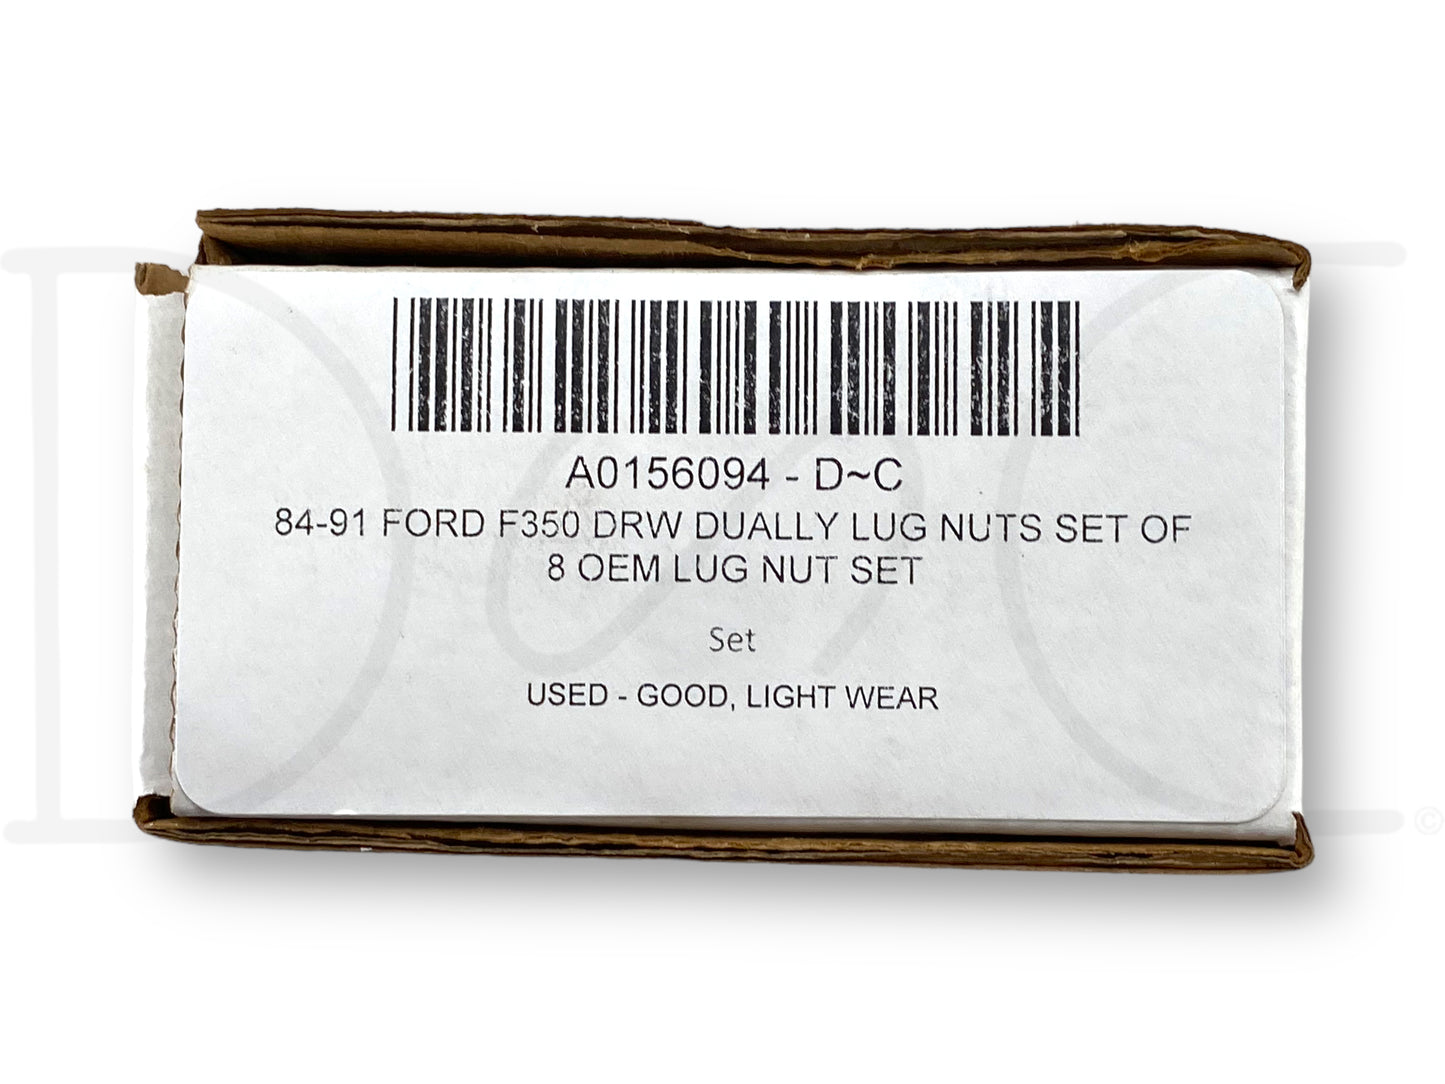 A0156094 - D~C
84-91 FORD F350 DRW DUALLY LUG NUTS SET OF
8 OEM LUG NUT SET
Set
USED - GOOD, LIGHT WEAR
©